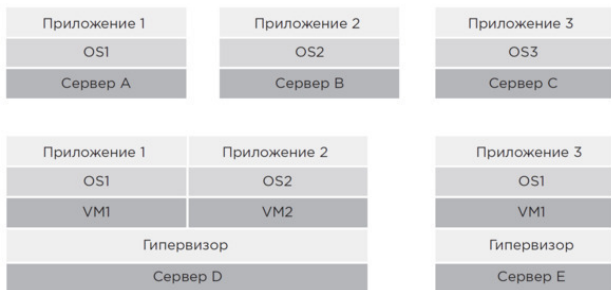 Приложение 1 Приложение 2 Приложение 3
OS1 OS2 OS3
Сервер A Сервер B Сервер C
Приложение 1 Приложение 2 Приложение 3
OS1 OS2 OS1
VM1 VM2 VM1
Гипервизор Гипервизор
Сервер D Сервер E